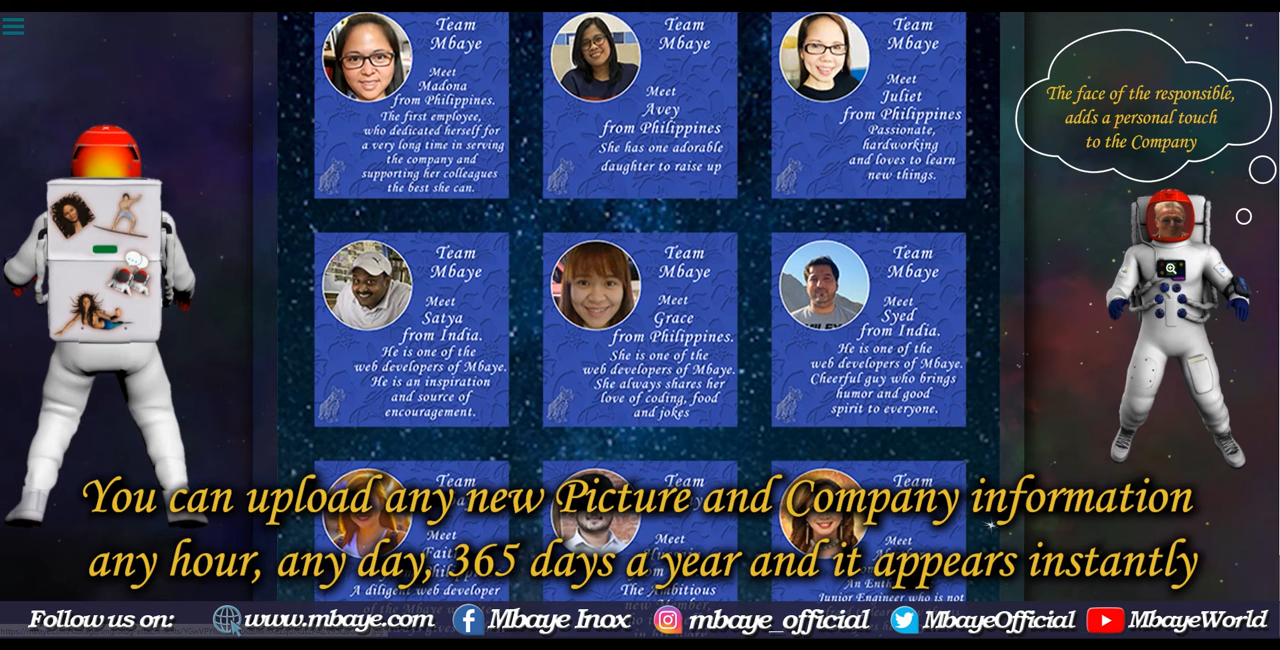 Team
Mbaye
Meet
Madona
from Philippines.
The first employee,
who dedicated herself for
a very long time in serving
the company and
supporting her colleagues
the best she can.
Team
Mbaye
Meet
Avey
from Philippines
She has one adorable
daughter to raise up
Team
Mbaye
Meet
Juliet
from Philippines
Passionate,
hardworking
and loves to learn
new things.
The face of the responsible,
adds a personal touch
to the Company
Team
Mbaye
Meet
Satya
from India.
He is one of the
web developers of Mbaye.
He is an inspiration
and source of
encouragement.
Team
Mbaye
Meet
Grace
from Philippines.
She is one of the
web developers of Mbaye.
She always shares her
love of coding, food
and jokes
Team
Mbaye
Meet
Syed
from India.
He is one of the
web developers of Mbaye.
Cheerful guy who brings
humor and good
spirit to everyone.
Team
Meet
Faith
A diligent web developer
of the Mbaye
Team
Meet
The Ambitious
new Member,
Team
Meet
Junior Engineer who is not
You can upload any new Picture and Company information
any hour, any day, 365 days a year and it appears instantly
Follow us on:
www.mbaye.com
Mbaye Inox
mbaye_official
MbayeOfficial
MbayeWorld